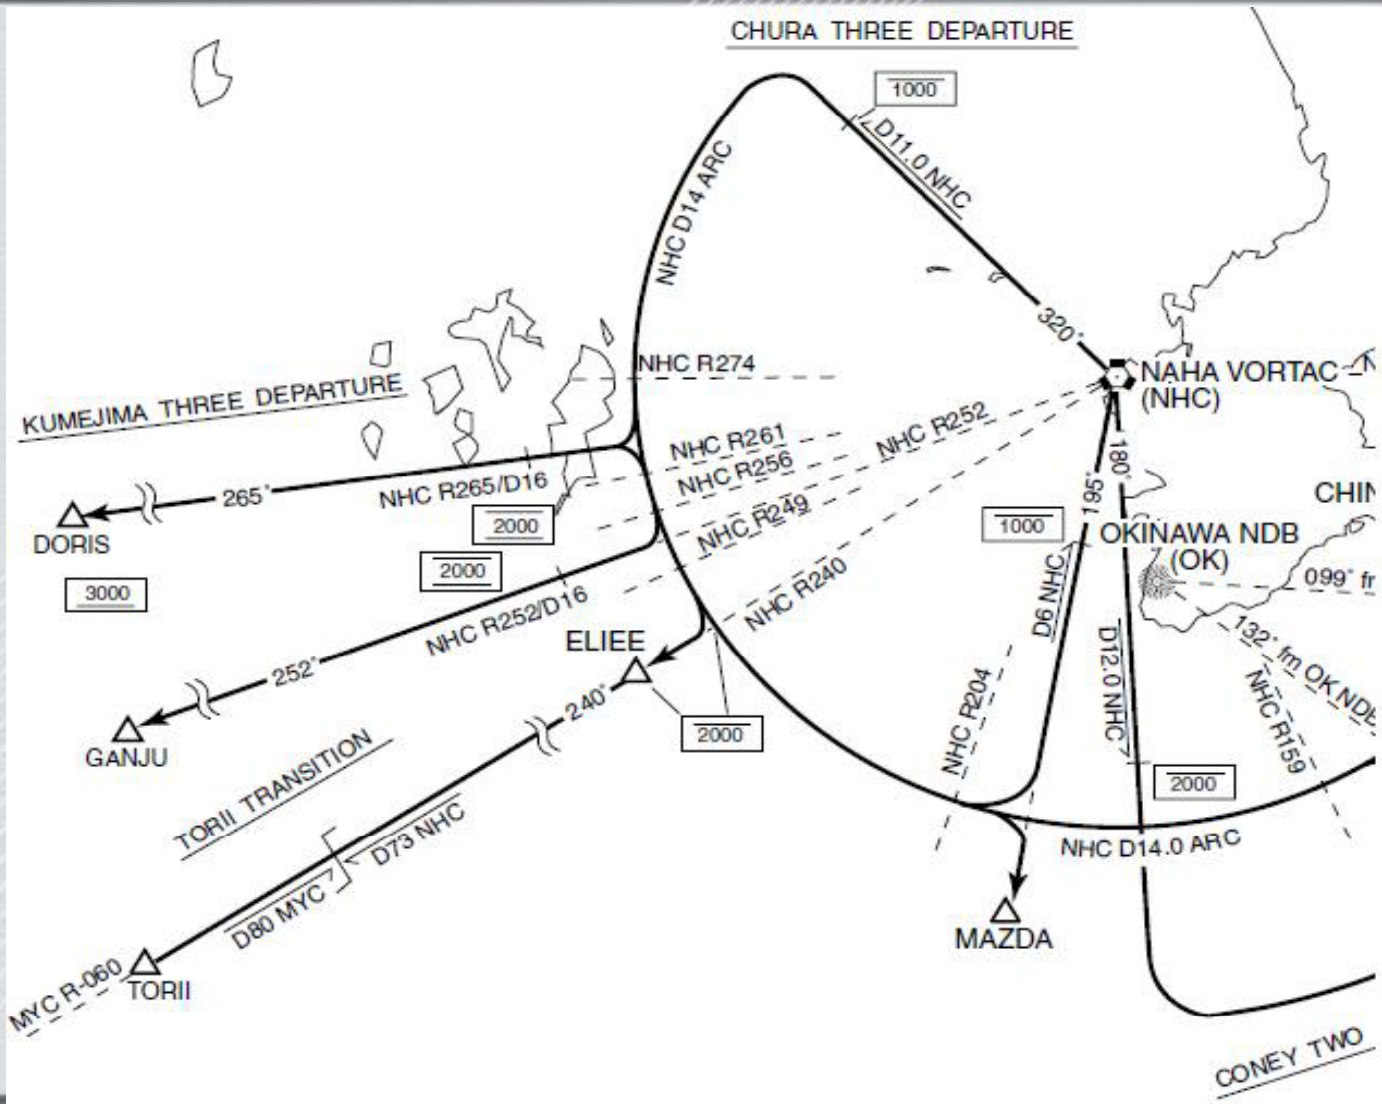 CHURA THREE DEPARTURE
1000
D11.0 NHC
NHC D14 ARC
320°
NHC R274
NAHA VORTAC
(NHC)
N
KUMEJIMA THREE DEPARTURE
NHC R261
NHC R252
NHC R256
265°
NHC R265/D16
2000
DORIS
3000
2000
NHC R249
180°
195°
1000
CHIN
OKINAWA NDB
(OK)
099° fr
NHC R240
NHC R252/D16
D6 NHC
ELIEE
252°
240°
2000
D12.0 NHC
132° fm OK NDB
NHC R204
NHC R159
GANJU
2000
TORII TRANSITION
D73 NHC
NHC D14.0 ARC
D80 MYC
MAZDA
MYC R-060
TORII
CONEY TWO